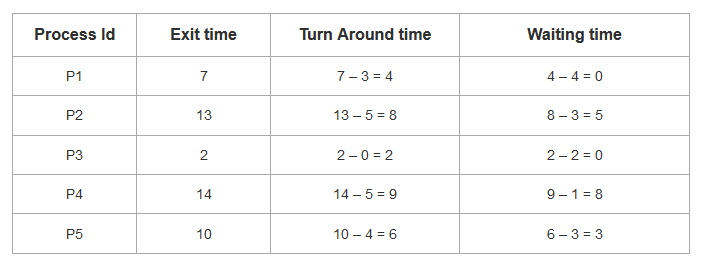 Process Id Exit time Turn Around time Waiting time
P1 7 7 – 3 = 4 4 – 4 = 0
P2 13 13 – 5 = 8 8 – 3 = 5
P3 2 2 – 0 = 2 2 – 2 = 0
P4 14 14 – 5 = 9 9 – 1 = 8
P5 10 10 – 4 = 6 6 – 3 = 3